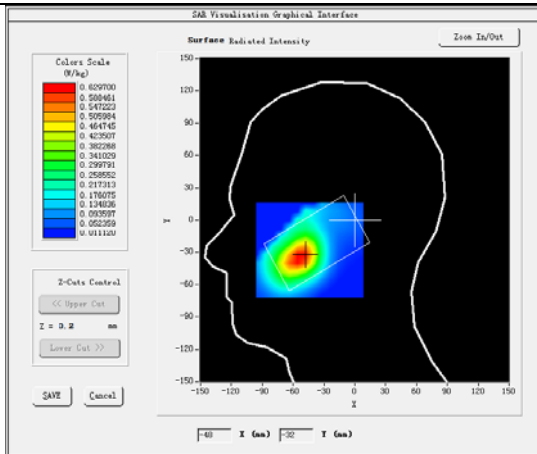 SAR Visualisation Graphical Interface
Surface Radiated Intensity
Zoom In/Out
Colors Scale
(W/kg)
0.629700
0.588461
0.547223
0.505984
0.464745
0.423507
0.382268
0.341029
0.299791
0.258552
0.217313
0.176075
0.134836
0.093597
0.052359
0.011120
Z-Cuts Control
<< Upper Cut
Z = 0.2 mm
Lower Cut >>
SAVE Cancel
150
120
90
60
30
0
-30
-60
-90
-120
-150
Y
-150 -120 -90 -60 -30 0 30 60 90 120 150
X
-48 X (mm) -32 Y (mm)